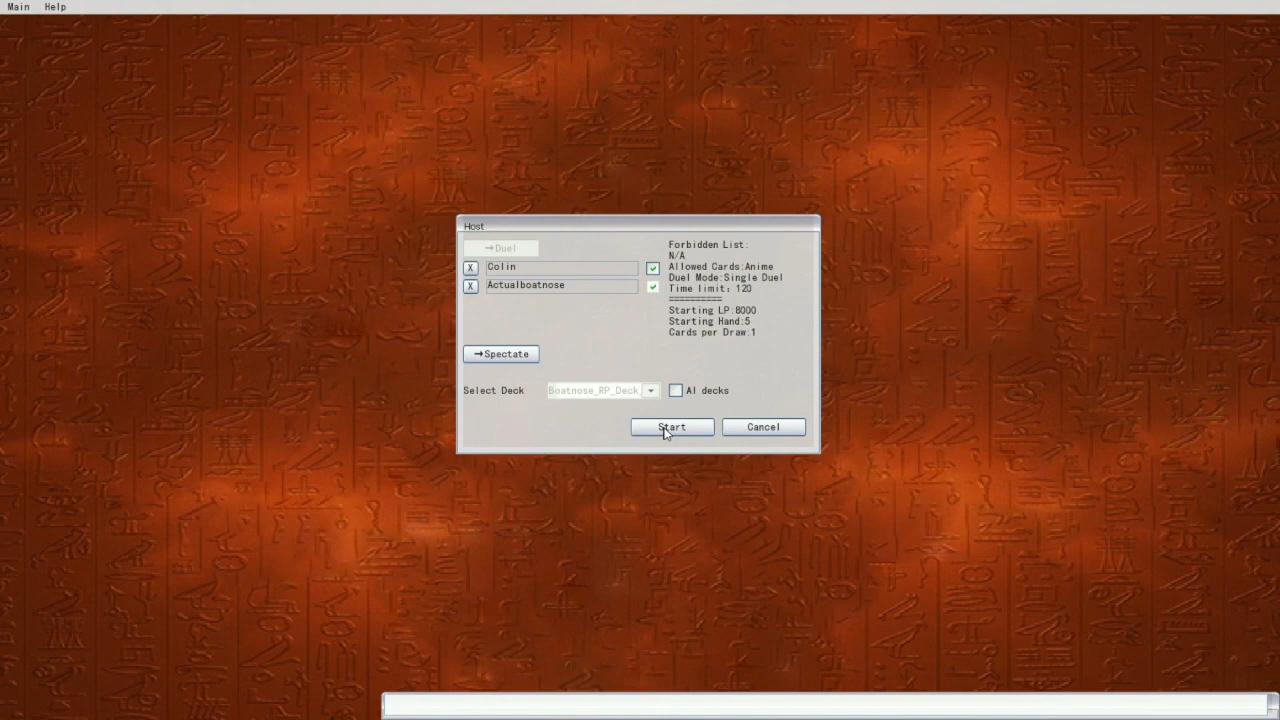 Main Help
Host
→Duel
X Colin
X Actualboatnose
→Spectate
Forbidden List:
N/A
Allowed Cards:Anime
Duel Mode:Single Duel
Time limit: 120
==========
Starting LP:8000
Starting Hand:5
Cards per Draw:1
Select Deck Boatnose_RP_Deck AI decks
Start Cancel